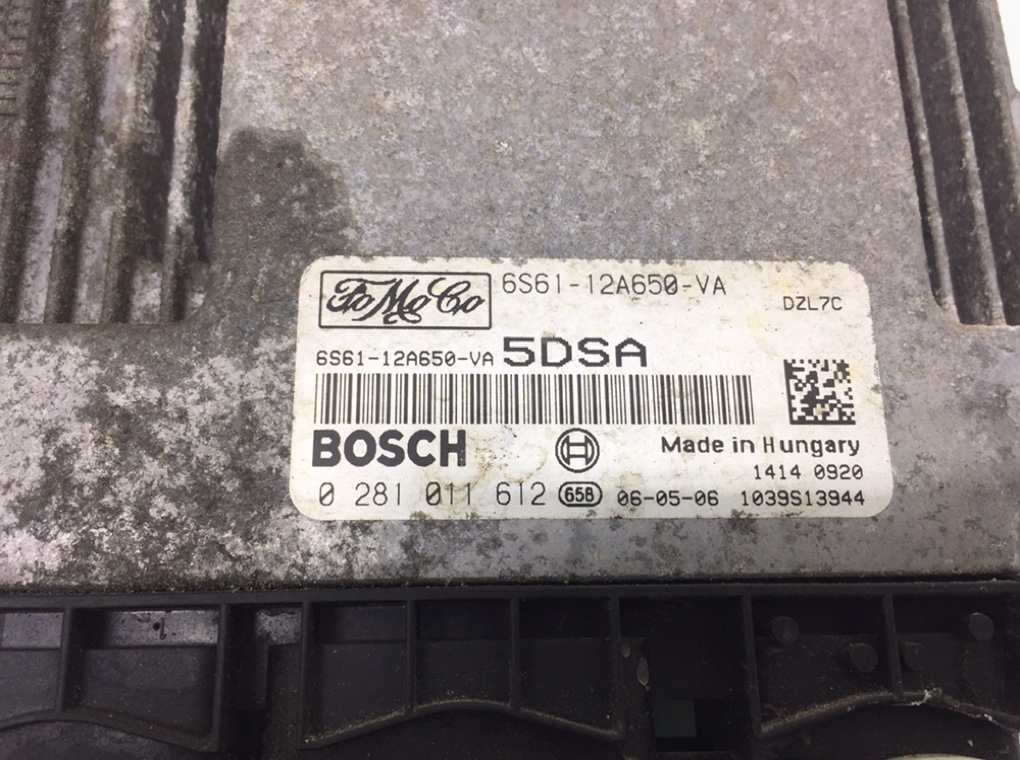 FoMoCo 6S61-12A650-VA DZL7C
6S61-12A650-VA 5DSA
BOSCH H Made in Hungary
1414 0920
0 281 011 612 658 06-05-06 1039S13944